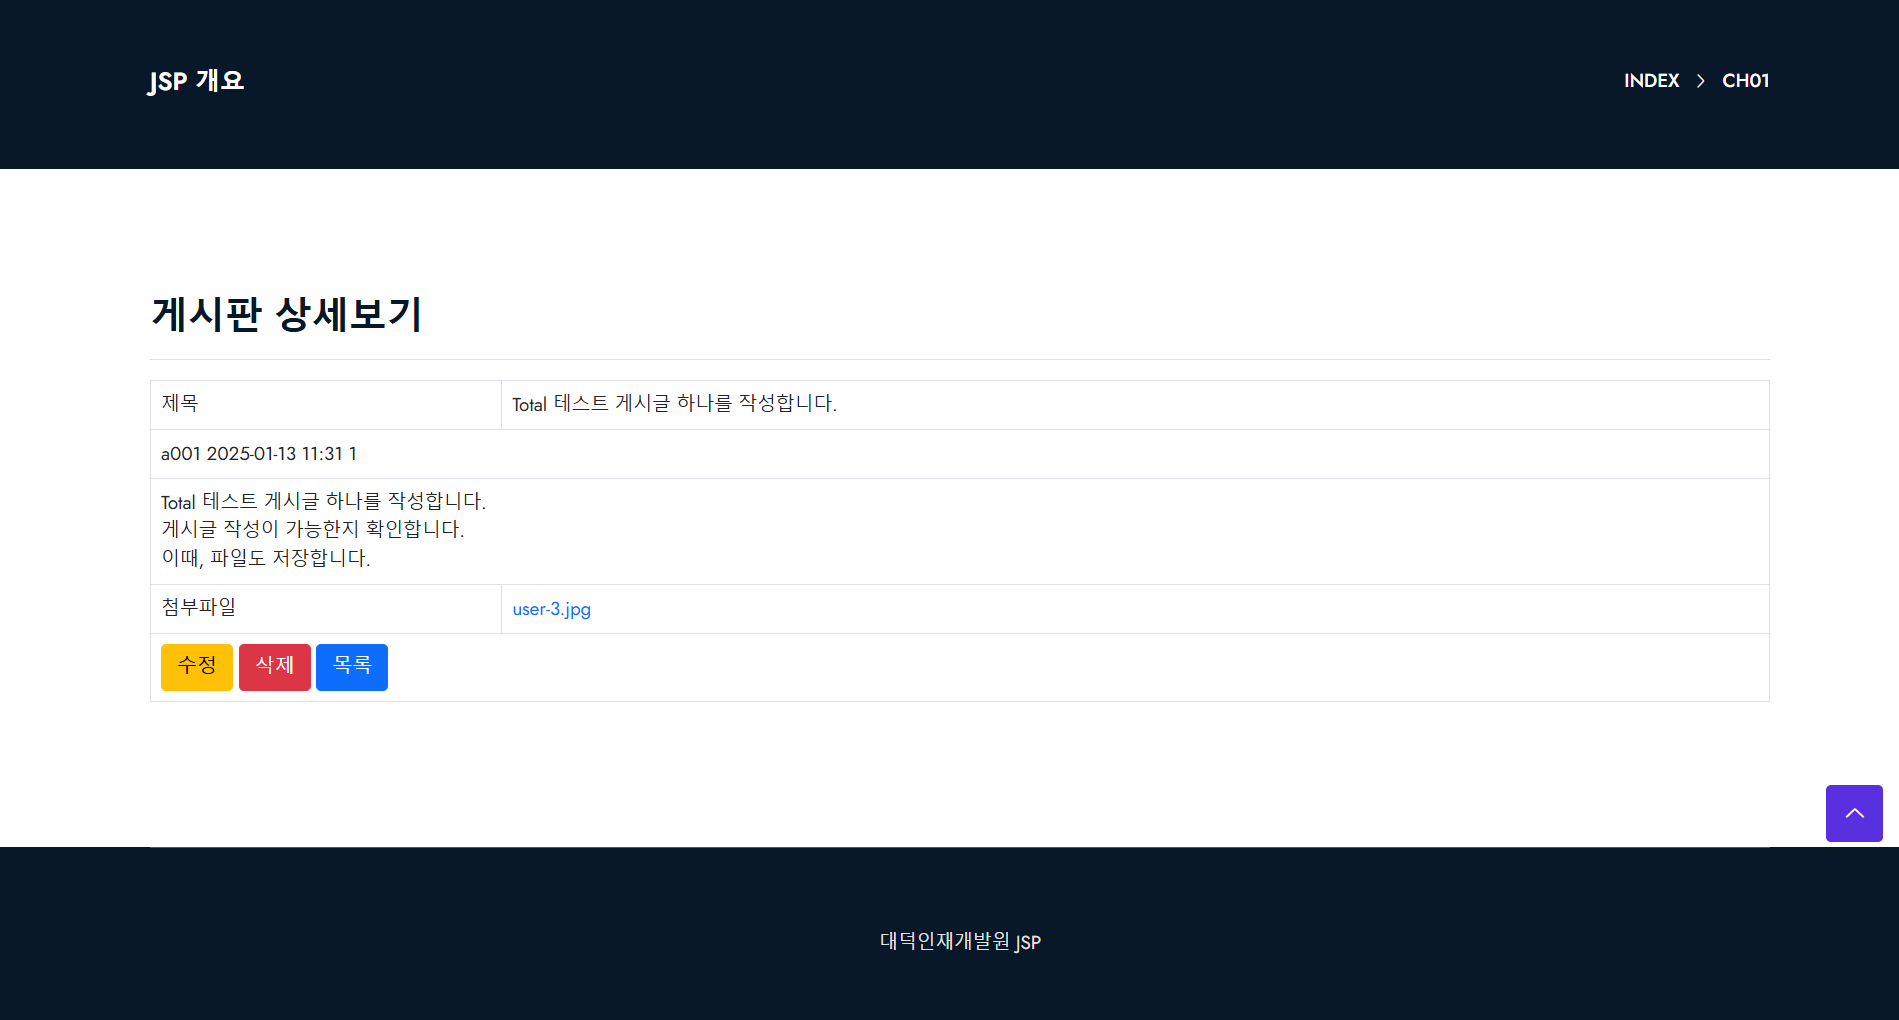 JSP 개요
INDEX > CH01
게시판 상세보기
제목 Total 테스트 게시글 하나를 작성합니다.
a001 2025-01-13 11:31 1
Total 테스트 게시글 하나를 작성합니다.
게시글 작성이 가능한지 확인합니다.
이때, 파일도 저장합니다.
첨부파일 user-3.jpg
수정 삭제 목록
대덕인재개발원 JSP